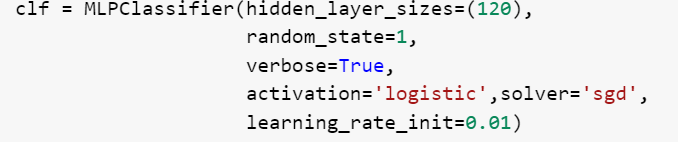 clf = MLPClassifier(hidden_layer_sizes=(120),
random_state=1,
verbose=True,
activation='logistic',solver='sgd',
learning_rate_init=0.01)